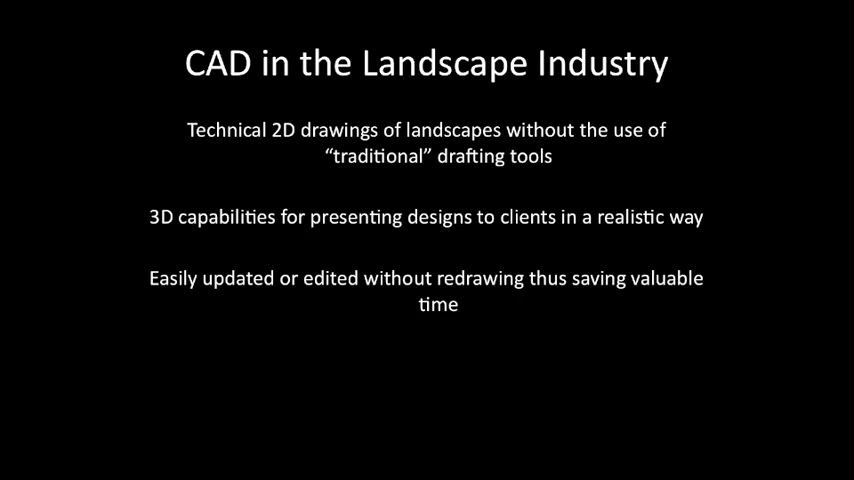 CAD in the Landscape Industry
Technical 2D drawings of landscapes without the use of
“traditional” drafting tools
3D capabilities for presenting designs to clients in a realistic way
Easily updated or edited without redrawing thus saving valuable
time